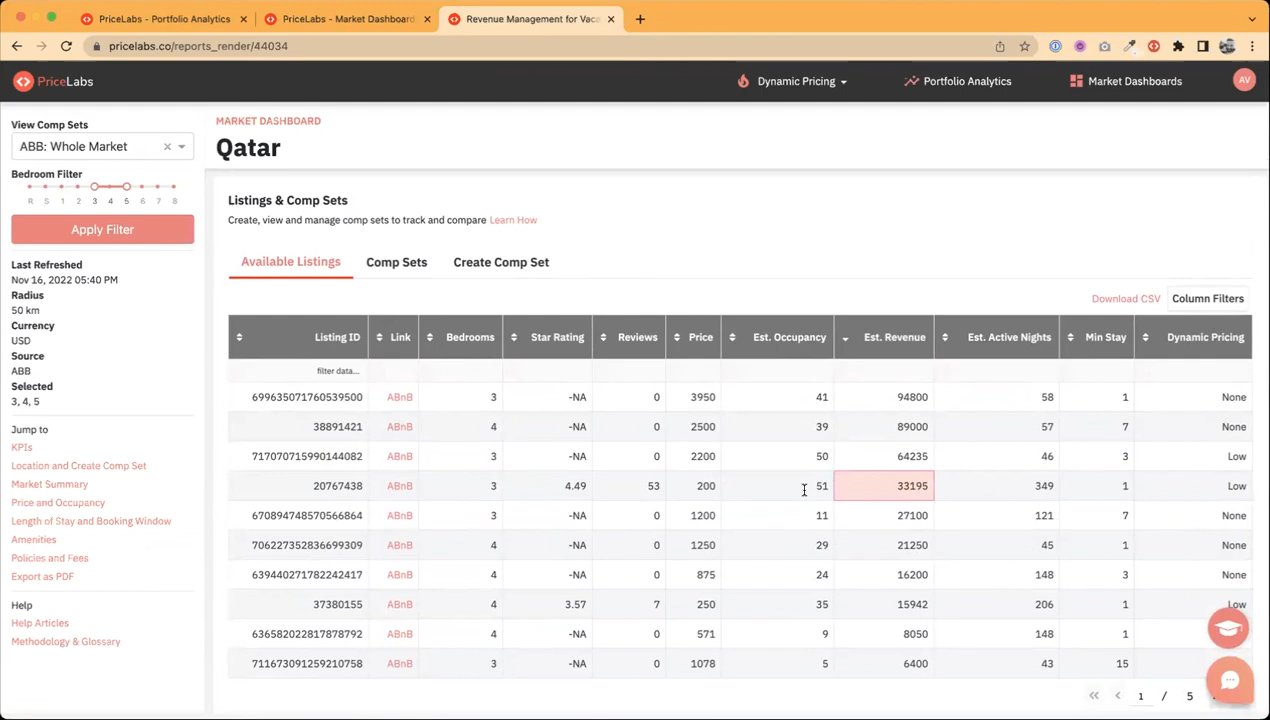 PriceLabs - Portfolio Analytics
PriceLabs - Market Dashboard
Revenue Management for Vaca
pricelabs.co/reports_render/44034
PriceLabs
Dynamic Pricing
Portfolio Analytics
Market Dashboards
AV
View Comp Sets
ABB: Whole Market
Bedroom Filter
R S 1 2 3 4 5 6 7 8
Apply Filter
Last Refreshed
Nov 16, 2022 05:40 PM
Radius
50 km
Currency
USD
Source
ABB
Selected
3, 4, 5
Jump to
KPIs
Location and Create Comp Set
Market Summary
Price and Occupancy
Length of Stay and Booking Window
Amenities
Policies and Fees
Export as PDF
Help
Help Articles
Methodology & Glossary
MARKET DASHBOARD
Qatar
Listings & Comp Sets
Create, view and manage comp sets to track and compare Learn How
Available Listings Comp Sets Create Comp Set
Download CSV Column Filters
Listing ID Link Bedrooms Star Rating Reviews Price Est. Occupancy Est. Revenue Est. Active Nights Min Stay Dynamic Pricing
filter data...
699635071760539500 ABnB 3 -NA 0 3950 41 94800 58 1 None
38891421 ABnB 4 -NA 0 2500 39 89000 57 7 None
717070715990144082 ABnB 3 -NA 0 2200 50 64235 46 3 Low
20767438 ABnB 3 4.49 53 200 51 33195 349 1 Low
670894748570566864 ABnB 3 -NA 0 1200 11 27100 121 7 None
706227352836699309 ABnB 4 -NA 0 1250 29 21250 45 1 None
639440271782242417 ABnB 4 -NA 0 875 24 16200 148 3 None
37380155 ABnB 4 3.57 7 250 35 15942 206 1 Low
636582022817878792 ABnB 4 -NA 0 571 9 8050 148 1
711673091259210758 ABnB 3 -NA 0 1078 5 6400 43 15
1 / 5